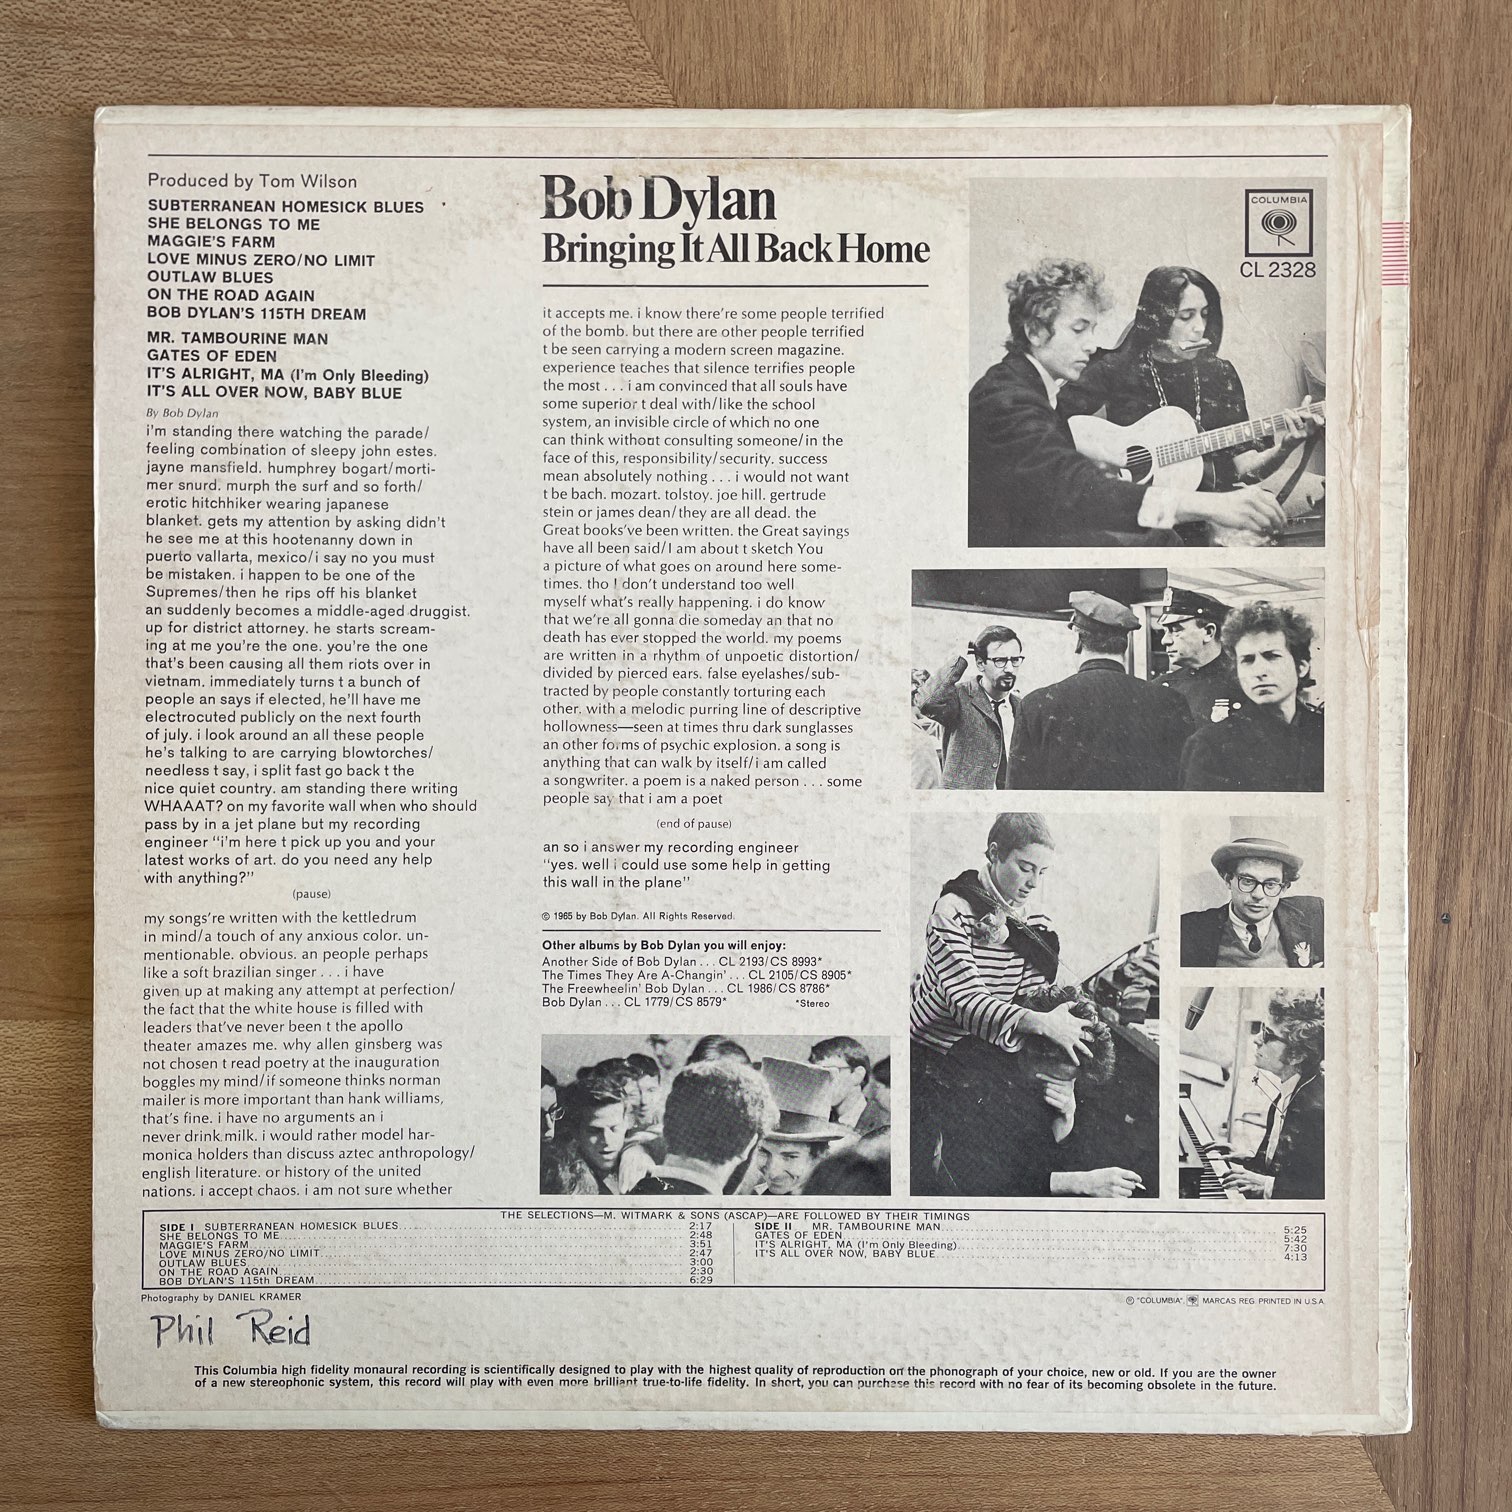 Produced by Tom Wilson
SUBTERRANEAN HOMESICK BLUES
SHE BELONGS TO ME
MAGGIE'S FARM
LOVE MINUS ZERO/NO LIMIT
OUTLAW BLUES
ON THE ROAD AGAIN
BOB DYLAN'S 115TH DREAM
MR. TAMBOURINE MAN
GATES OF EDEN
IT'S ALRIGHT, MA (I'm Only Bleeding)
IT'S ALL OVER NOW, BABY BLUE
By Bob Dylan
i'm standing there watching the parade/
feeling combination of sleepy john estes.
jayne mansfield. humphrey bogart/morti-
mer snurd. murph the surf and so forth/
erotic hitchhiker wearing japanese
blanket. gets my attention by asking didn't
he see me at this hootenanny down in
puerto vallarta, mexico/i say no you must
be mistaken. i happen to be one of the
Supremes/then he rips off his blanket
an suddenly becomes a middle-aged druggist.
up for district attorney. he starts scream-
ing at me you're the one. you're the one
that's been causing all them riots over in
vietnam. immediately turns t a bunch of
people an says if elected, he'll have me
electrocuted publicly on the next fourth
of july. i look around an all these people
he's talking to are carrying blowtorches/
needless t say, i split fast go back t the
nice quiet country. am standing there writing
WHAAAT? on my favorite wall when who should
pass by in a jet plane but my recording
engineer "i'm here t pick up you and your
latest works of art. do you need any help
with anything?"
(pause)
my songs're written with the kettledrum
in mind/a touch of any anxious color. un-
mentionable. obvious. an people perhaps
like a soft brazilian singer . . . i have
given up at making any attempt at perfection/
the fact that the white house is filled with
leaders that've never been t the apollo
theater amazes me. why allen ginsberg was
not chosen t read poetry at the inauguration
boggles my mind/if someone thinks norman
mailer is more important than hank williams,
that's fine. i have no arguments an i
never drink milk. i would rather model har-
monica holders than discuss aztec anthropology/
english literature. or history of the united
nations. i accept chaos. i am not sure whether
Bob Dylan
Bringing It All Back Home
it accepts me. i know there're some people terrified
of the bomb. but there are other people terrified
t be seen carrying a modern screen magazine.
experience teaches that silence terrifies people
the most . . . i am convinced that all souls have
some superior t deal with/like the school
system, an invisible circle of which no one
can think without consulting someone/in the
face of this, responsibility/security. success
mean absolutely nothing . . . i would not want
t be bach. mozart. tolstoy. joe hill. gertrude
stein or james dean/they are all dead. the
Great books've been written. the Great sayings
have all been said/I am about t sketch You
a picture of what goes on around here some-
times. tho I don't understand too well
myself what's really happening. i do know
that we're all gonna die someday an that no
death has ever stopped the world. my poems
are written in a rhythm of unpoetic distortion/
divided by pierced ears. false eyelashes/sub-
tracted by people constantly torturing each
other. with a melodic purring line of descriptive
hollowness—seen at times thru dark sunglasses
an other forms of psychic explosion. a song is
anything that can walk by itself/i am called
a songwriter. a poem is a naked person . . . some
people say that i am a poet
(end of pause)
an so i answer my recording engineer
"yes. well i could use some help in getting
this wall in the plane"
© 1965 by Bob Dylan. All Rights Reserved.
Other albums by Bob Dylan you will enjoy:
Another Side of Bob Dylan . . . CL 2193/CS 8993*
The Times They Are A-Changin' . . . CL 2105/CS 8905*
The Freewheelin' Bob Dylan . . . CL 1986/CS 8786*
Bob Dylan . . . CL 1779/CS 8579* *Stereo
COLUMBIA
CL 2328
THE SELECTIONS—M. WITMARK & SONS (ASCAP)—ARE FOLLOWED BY THEIR TIMINGS
SIDE I SUBTERRANEAN HOMESICK BLUES 2:17
SHE BELONGS TO ME 2:48
MAGGIE'S FARM 3:51
LOVE MINUS ZERO/NO LIMIT 2:47
OUTLAW BLUES 3:00
ON THE ROAD AGAIN 2:30
BOB DYLAN'S 115th DREAM 6:29
SIDE II MR. TAMBOURINE MAN 5:25
GATES OF EDEN 5:42
IT'S ALRIGHT, MA (I'm Only Bleeding) 7:30
IT'S ALL OVER NOW, BABY BLUE 4:13
Photography by DANIEL KRAMER
Ⓟ "COLUMBIA", MARCAS REG. PRINTED IN U.S.A.
Phil Reid
This Columbia high fidelity monaural recording is scientifically designed to play with the highest quality of reproduction on the phonograph of your choice, new or old. If you are the owner
of a new stereophonic system, this record will play with even more brilliant true-to-life fidelity. In short, you can purchase this record with no fear of its becoming obsolete in the future.